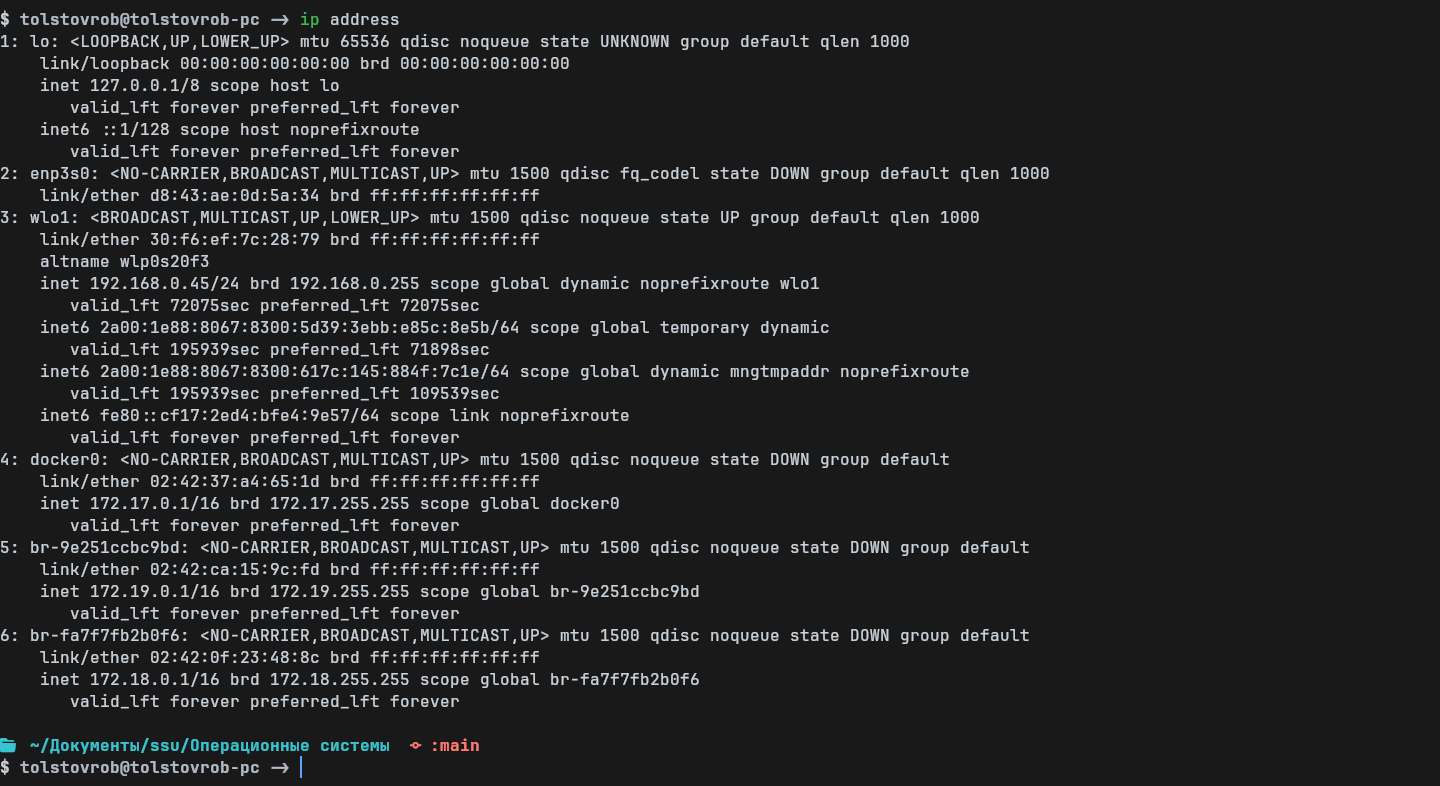 $ tolstovrob@tolstovrob-pc —> ip address
1: lo: <LOOPBACK,UP,LOWER_UP> mtu 65536 qdisc noqueue state UNKNOWN group default qlen 1000
    link/loopback 00:00:00:00:00:00 brd 00:00:00:00:00:00
    inet 127.0.0.1/8 scope host lo
       valid_lft forever preferred_lft forever
    inet6 ::1/128 scope host noprefixroute
       valid_lft forever preferred_lft forever
2: enp3s0: <NO-CARRIER,BROADCAST,MULTICAST,UP> mtu 1500 qdisc fq_codel state DOWN group default qlen 1000
    link/ether d8:43:ae:0d:5a:34 brd ff:ff:ff:ff:ff:ff
3: wlo1: <BROADCAST,MULTICAST,UP,LOWER_UP> mtu 1500 qdisc noqueue state UP group default qlen 1000
    link/ether 30:f6:ef:7c:28:79 brd ff:ff:ff:ff:ff:ff
    altname wlp0s20f3
    inet 192.168.0.45/24 brd 192.168.0.255 scope global dynamic noprefixroute wlo1
       valid_lft 72075sec preferred_lft 72075sec
    inet6 2a00:1e88:8067:8300:5d39:3ebb:e85c:8e5b/64 scope global temporary dynamic
       valid_lft 195939sec preferred_lft 71898sec
    inet6 2a00:1e88:8067:8300:617c:145:884f:7c1e/64 scope global dynamic mngtmpaddr noprefixroute
       valid_lft 195939sec preferred_lft 109539sec
    inet6 fe80::cf17:2ed4:bfe4:9e57/64 scope link noprefixroute
       valid_lft forever preferred_lft forever
4: docker0: <NO-CARRIER,BROADCAST,MULTICAST,UP> mtu 1500 qdisc noqueue state DOWN group default
    link/ether 02:42:37:a4:65:1d brd ff:ff:ff:ff:ff:ff
    inet 172.17.0.1/16 brd 172.17.255.255 scope global docker0
       valid_lft forever preferred_lft forever
5: br-9e251ccbc9bd: <NO-CARRIER,BROADCAST,MULTICAST,UP> mtu 1500 qdisc noqueue state DOWN group default
    link/ether 02:42:ca:15:9c:fd brd ff:ff:ff:ff:ff:ff
    inet 172.19.0.1/16 brd 172.19.255.255 scope global br-9e251ccbc9bd
       valid_lft forever preferred_lft forever
6: br-fa7f7fb2b0f6: <NO-CARRIER,BROADCAST,MULTICAST,UP> mtu 1500 qdisc noqueue state DOWN group default
    link/ether 02:42:0f:23:48:8c brd ff:ff:ff:ff:ff:ff
    inet 172.18.0.1/16 brd 172.18.255.255 scope global br-fa7f7fb2b0f6
       valid_lft forever preferred_lft forever
~/Документы/ssu/Операционные системы :main
$ tolstovrob@tolstovrob-pc —>